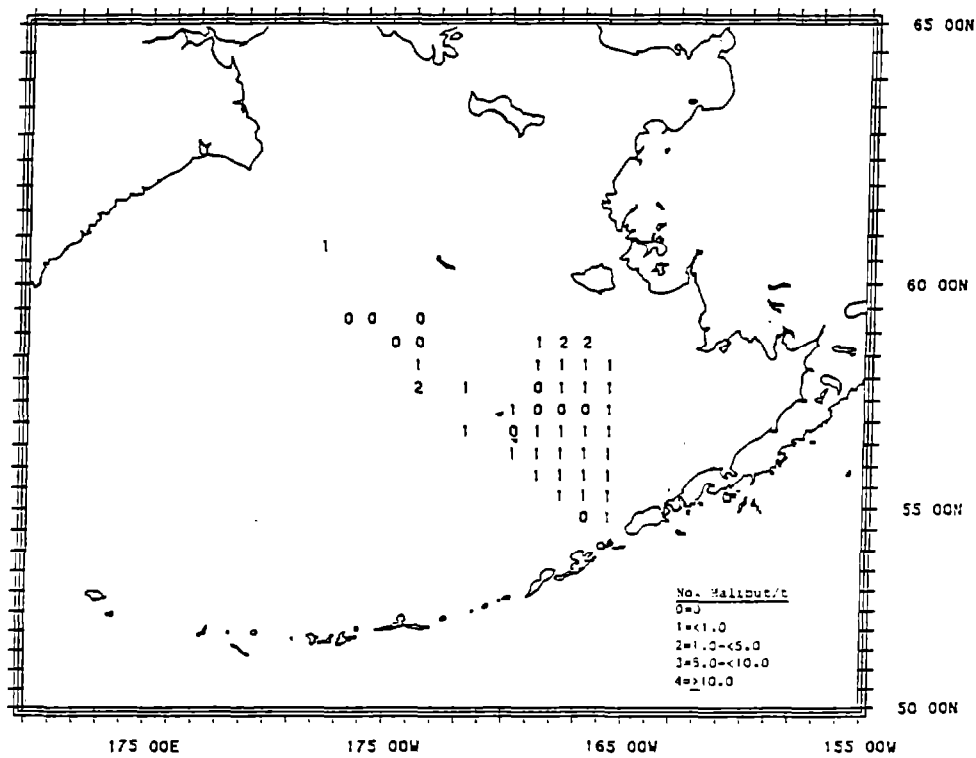 65 00N
1
60 00N
0 0 0
0 0 1 2 2
1 1 1 1 1
2 1 0 1 1 1
1 0 0 0 1
1 0 1 1 1 1
1 1 1 1 1
1 1 1 1
1 1 1
0 1
55 00N
No. Halibut/t
0=0
1=<1.0
2=1.0-<5.0
3=5.0-<10.0
4=≥10.0
50 00N
175 00E 175 00W 165 00W 155 00W